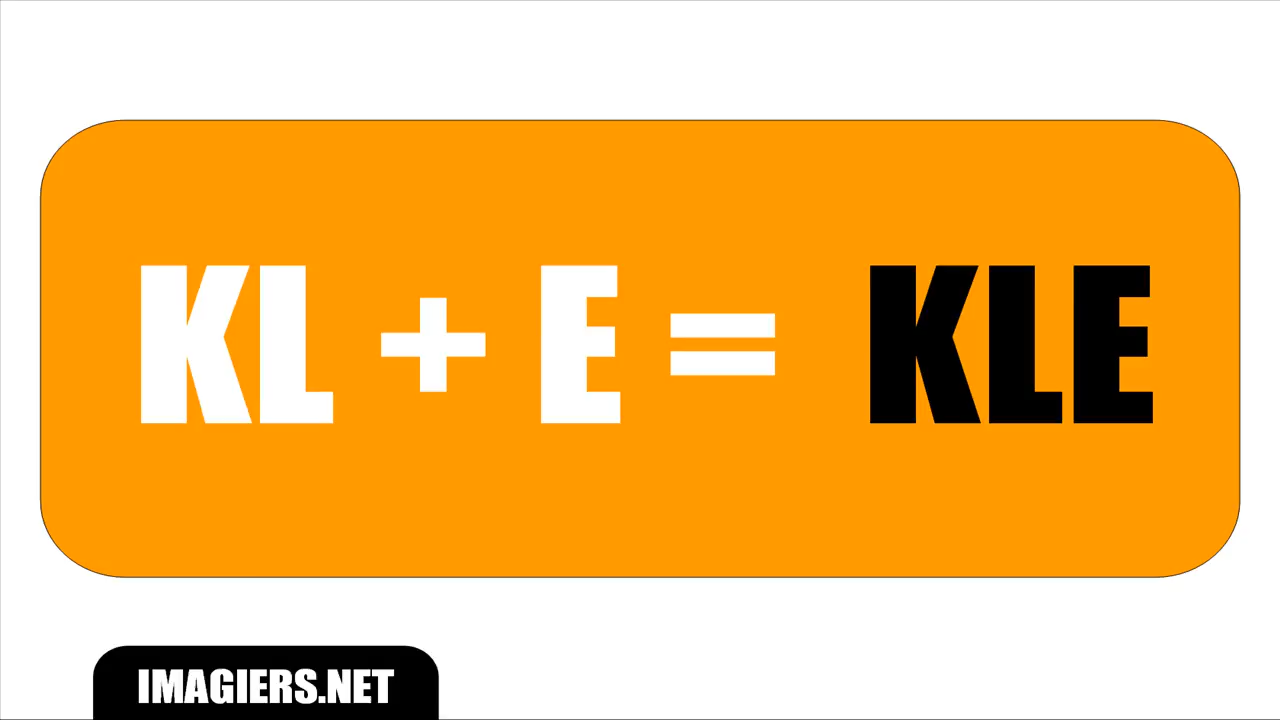 KL + E = KLE
IMAGIERS.NET